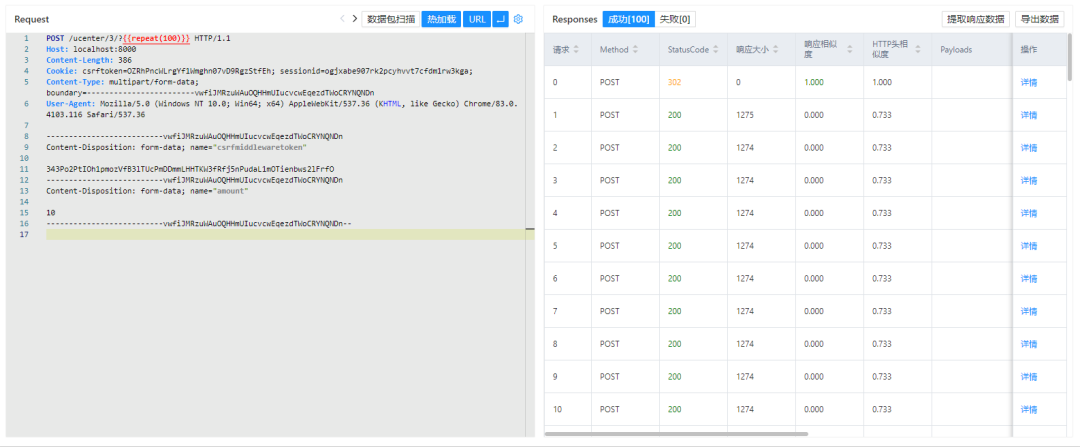 Request
数据包扫描 热加载 URL
1 POST /ucenter/3/?{{repeat(100)}} HTTP/1.1
2 Host: localhost:8000
3 Content-Length: 386
4 Cookie: csrftoken=OZRhPncWLrgYf1Wmghn07vD9RgzStfEh; sessionid=ogjxabe907rk2pcyhvvt7cfdm1rw3kga;
5 Content-Type: multipart/form-data;
boundary=------------------------vwfiJMRzuWAuOQHHmUIucvcwEqezdTWoCRYNQNDn
6 User-Agent: Mozilla/5.0 (Windows NT 10.0; Win64; x64) AppleWebKit/537.36 (KHTML, like Gecko) Chrome/83.0.
4103.116 Safari/537.36
7
8 --------------------------vwfiJMRzuWAuOQHHmUIucvcwEqezdTWoCRYNQNDn
9 Content-Disposition: form-data; name="csrfmiddlewaretoken"
10
11 343Po2PtIOh1pmozVfB3lTUcPmDDmmLHHTKW3fRfj5nPudaL1mOTienbws2lFrfO
12 --------------------------vwfiJMRzuWAuOQHHmUIucvcwEqezdTWoCRYNQNDn
13 Content-Disposition: form-data; name="amount"
14
15 10
16 --------------------------vwfiJMRzuWAuOQHHmUIucvcwEqezdTWoCRYNQNDn--
17
Responses 成功[100] 失败[0] 提取响应数据 导出数据
请求 Method StatusCode 响应大小 响应相似度 HTTP头相似度 Payloads 操作
0 POST 302 0 1.000 1.000 详情
1 POST 200 1275 0.000 0.733 详情
2 POST 200 1274 0.000 0.733 详情
3 POST 200 1274 0.000 0.733 详情
4 POST 200 1274 0.000 0.733 详情
5 POST 200 1274 0.000 0.733 详情
6 POST 200 1274 0.000 0.733 详情
7 POST 200 1274 0.000 0.733 详情
8 POST 200 1274 0.000 0.733 详情
9 POST 200 1274 0.000 0.733 详情
10 POST 200 1274 0.000 0.733 详情